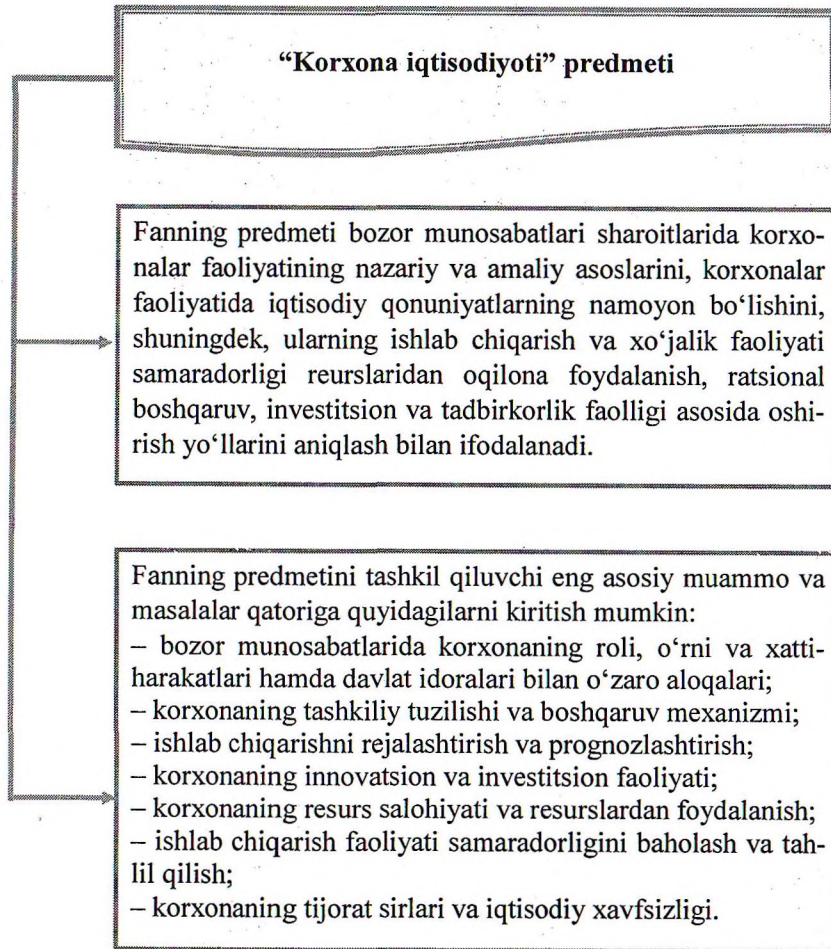 “Korxona iqtisodiyoti” predmeti
Fanning predmeti bozor munosabatlari sharoitlarida korxo-
nalar faoliyatining nazariy va amaliy asoslarini, korxonalar
faoliyatida iqtisodiy qonuniyatlarning namoyon bo‘lishini,
shuningdek, ularning ishlab chiqarish va xo‘jalik faoliyati
samaradorligi reurslaridan oqilona foydalanish, ratsional
boshqaruv, investitsion va tadbirkorlik faolligi asosida oshi-
rish yo‘llarini aniqlash bilan ifodalanadi.
Fanning predmetini tashkil qiluvchi eng asosiy muammo va
masalalar qatoriga quyidagilarni kiritish mumkin:
– bozor munosabatlarida korxonaning roli, o‘rni va xatti-
harakatlari hamda davlat idoralari bilan o‘zaro aloqalari;
– korxonaning tashkiliy tuzilishi va boshqaruv mexanizmi;
– ishlab chiqarishni rejalashtirish va prognozlashtirish;
– korxonaning innovatsion va investitsion faoliyati;
– korxonaning resurs salohiyati va resurslardan foydalanish;
– ishlab chiqarish faoliyati samaradorligini baholash va tah-
lil qilish;
– korxonaning tijorat sirlari va iqtisodiy xavfsizligi.